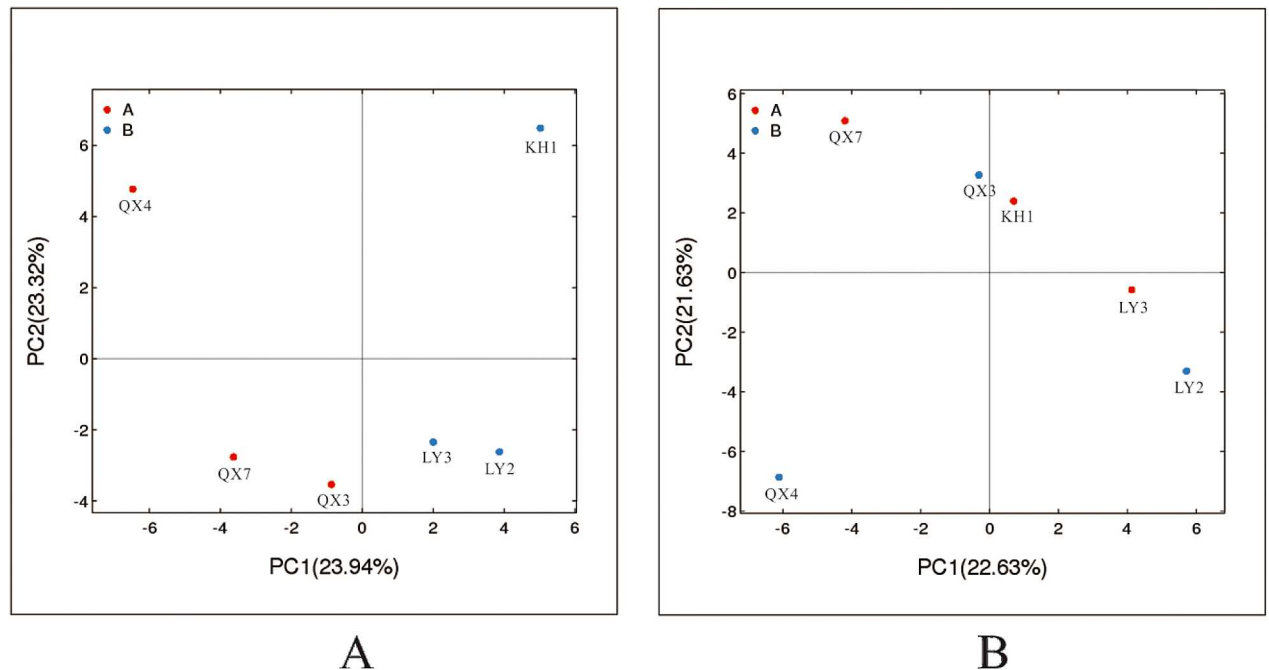 A
B
KH1
6
QX4
4
2
0
-2
LY3
LY2
QX7
QX3
-4
-6
-4
-2
0
2
4
6
PC2(23.32%)
PC1(23.94%)
A
6
A
B
QX7
4
QX3
2
KH1
0
LY3
-2
LY2
-4
-6
QX4
-8
-6
-4
-2
0
2
4
6
PC2(21.63%)
PC1(22.63%)
B